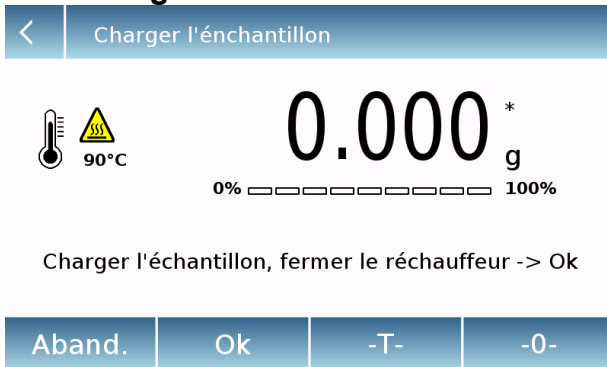 Charger l'énchantillon
90°C
0.000 *
g
0% 100%
Charger l'échantillon, fermer le réchauffeur -> Ok
Aband. Ok -T- -0-